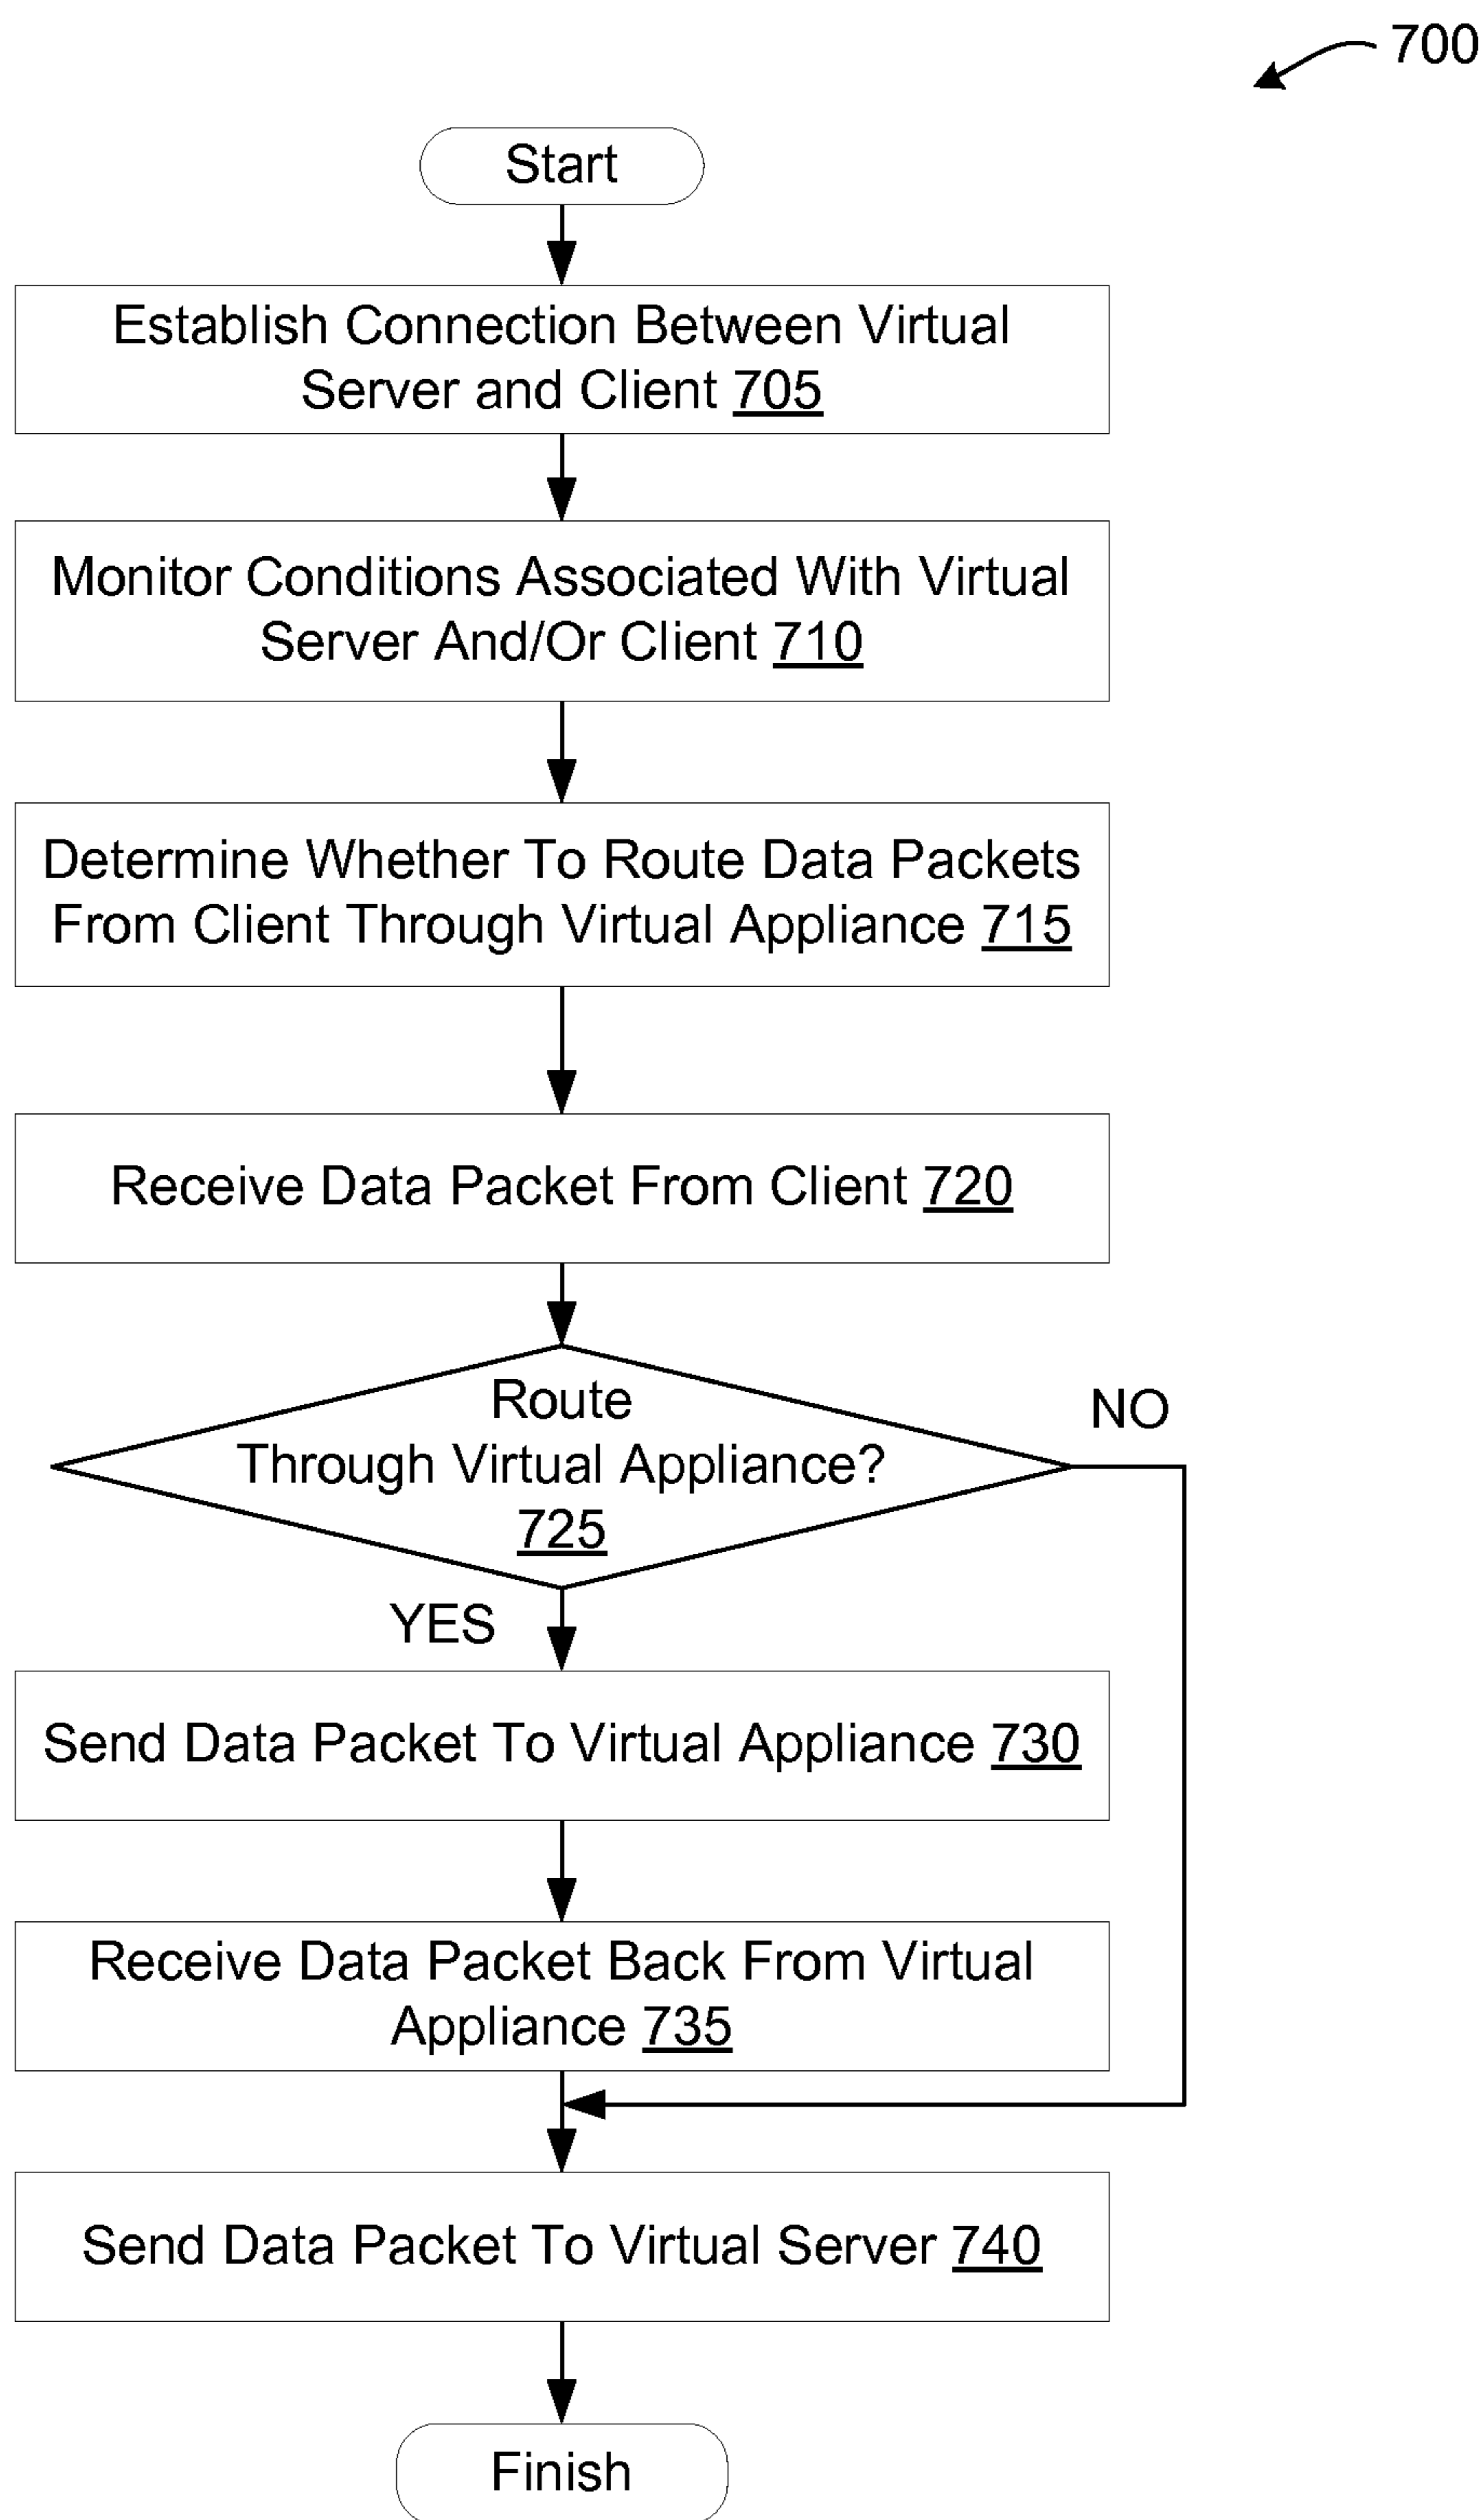 700
Start
Establish Connection Between Virtual
Server and Client 705
Monitor Conditions Associated With Virtual
Server And/Or Client 710
Determine Whether To Route Data Packets
From Client Through Virtual Appliance 715
Receive Data Packet From Client 720
Route
Through Virtual Appliance?
725
NO
YES
Send Data Packet To Virtual Appliance 730
Receive Data Packet Back From Virtual
Appliance 735
Send Data Packet To Virtual Server 740
Finish